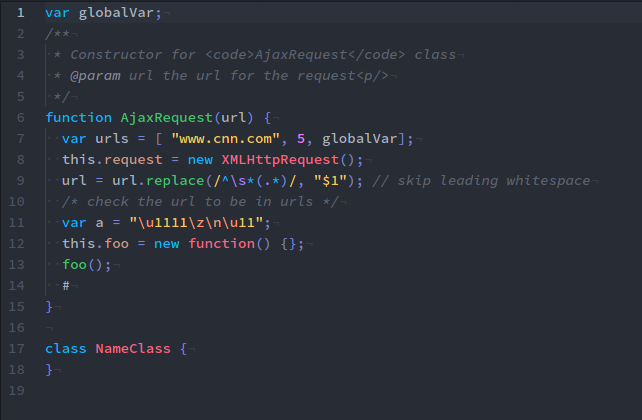 1 var globalVar;¬
2 /**¬
3  * Constructor for <code>AjaxRequest</code> class¬
4  * @param url the url for the request<p/>¬
5  */¬
6 function AjaxRequest(url) {¬
7 ··var urls = [ "www.cnn.com", 5, globalVar];¬
8 ··this.request = new XMLHttpRequest();¬
9 ··url = url.replace(/^\s*(.*)/, "$1"); // skip leading whitespace¬
10 ··/* check the url to be in urls */¬
11 ··var a = "\u1111\z\n\u11";¬
12 ··this.foo = new function() {};¬
13 ··foo();¬
14 ··#¬
15 }¬
16 ¬
17 class NameClass {¬
18 }¬
19